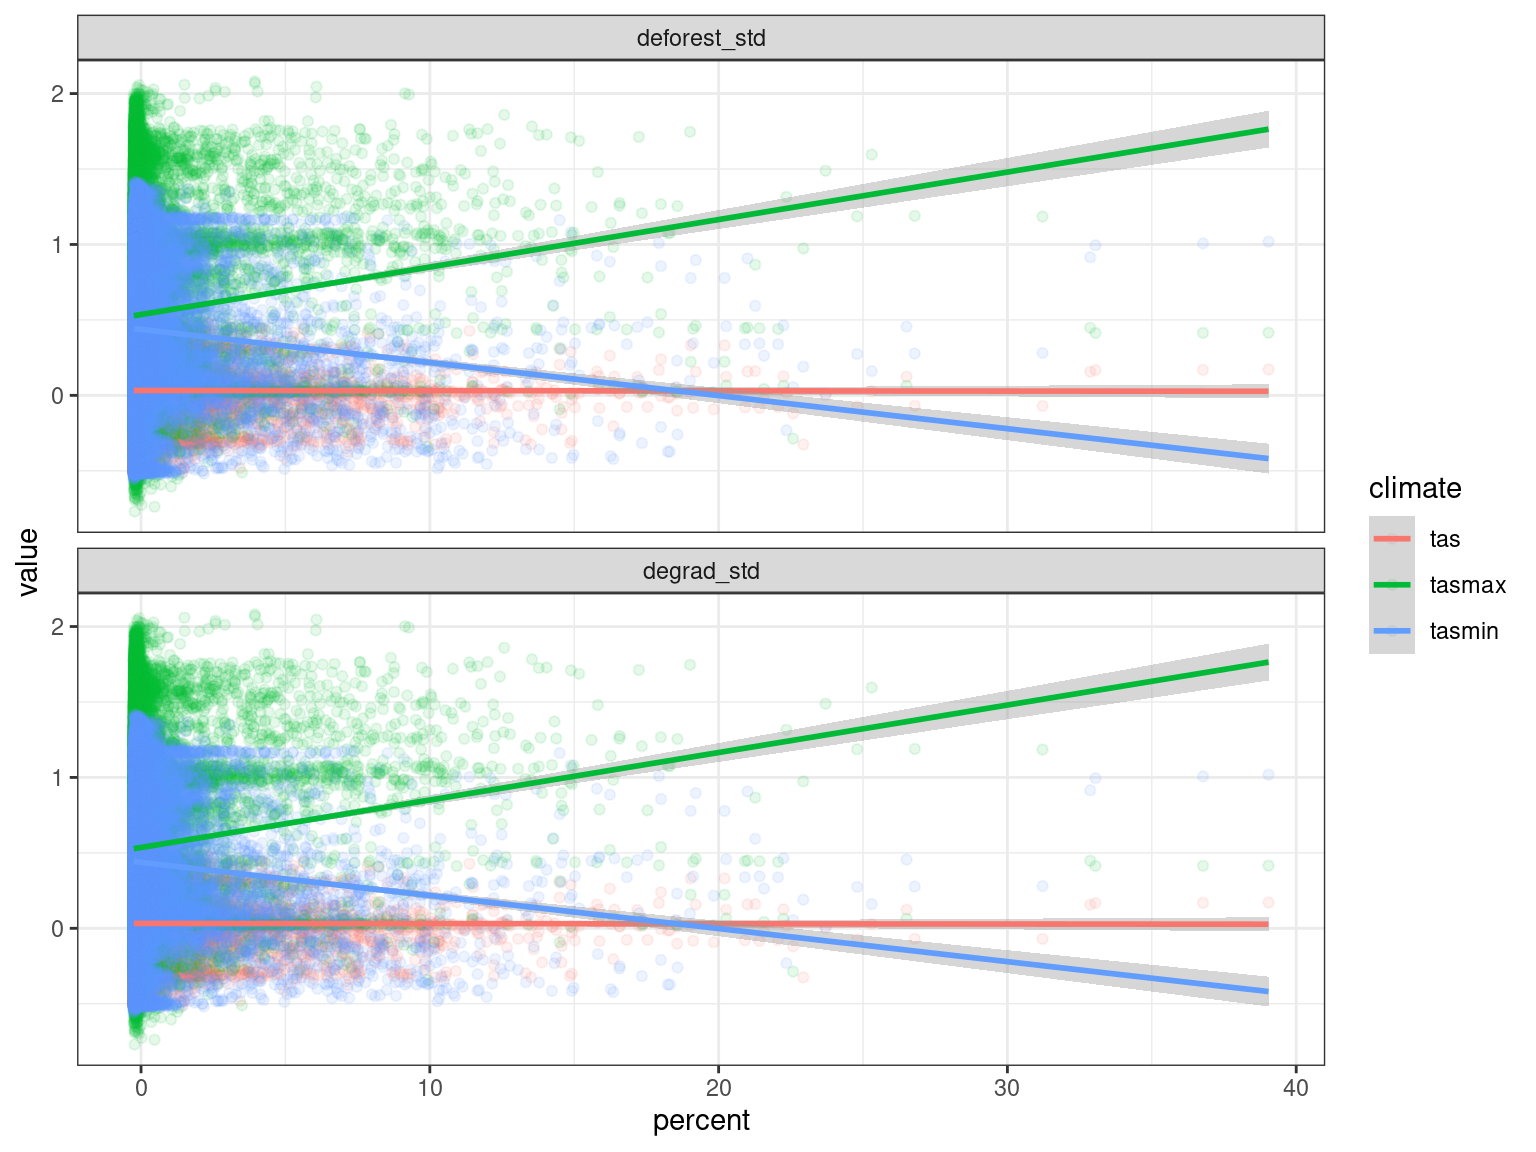 deforest_std
2
1
0
degrad_std
2
1
0
0 10 20 30 40
percent
value
climate
tas
tasmax
tasmin